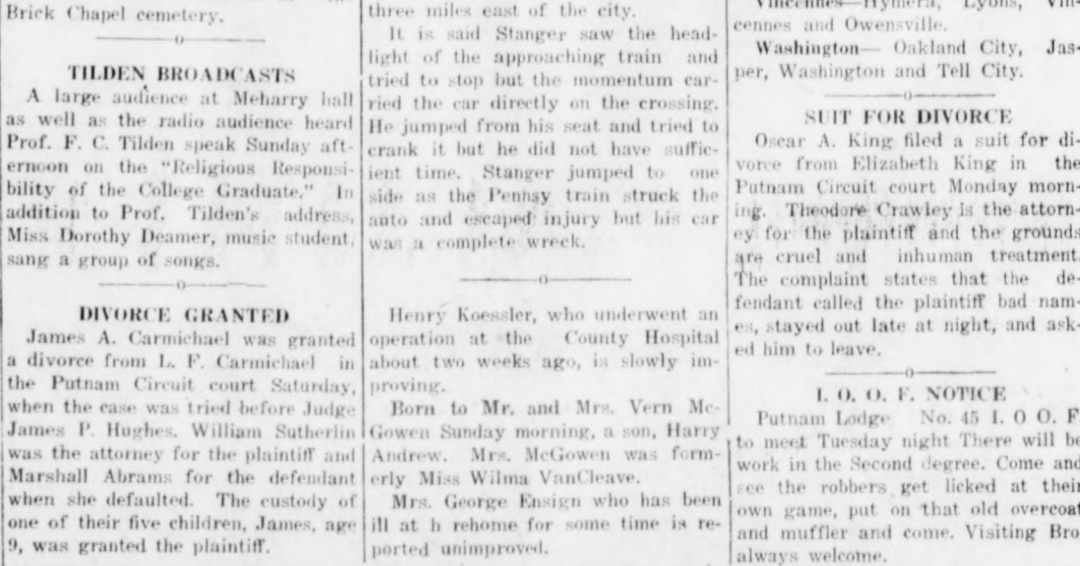 Brick Chapel cemetery.
TILDEN BROADCASTS
A large audience at Meharry hall
as well as the radio audience heard
Prof. F. C. Tilden speak Sunday aft-
ernoon on the "Religious Responsi-
bility of the College Graduate." In
addition to Prof. Tilden's address,
Miss Dorothy Deamer, music student,
sang a group of songs.
DIVORCE GRANTED
James A. Carmichael was granted
a divorce from L. F. Carmichael in
the Putnam Circuit court Saturday,
when the case was tried before Judge
James P. Hughes. William Sutherlin
was the attorney for the plaintiff and
Marshall Abrams for the defendant
when she defaulted. The custody of
one of their five children, James, age
9, was granted the plaintiff.
three miles east of the city.
It is said Stanger saw the head-
light of the approaching train and
tried to stop but the momentum car-
ried the car directly on the crossing.
He jumped from his seat and tried to
crank it but he did not have suffic-
ient time. Stanger jumped to one
side as the Pennsy train struck the
auto and escaped injury but his car
was a complete wreck.
Henry Koessler, who underwent an
operation at the County Hospital
about two weeks ago, is slowly im-
proving.
Born to Mr. and Mrs. Vern Mc-
Gowen Sunday morning, a son, Harry
Andrew. Mrs. McGowen was form-
erly Miss Wilma VanCleave.
Mrs. George Ensign who has been
ill at h rehome for some time is re-
ported unimproved.
Vincennes—Hymera, Lyons, Vin-
cennes and Owensville.
Washington— Oakland City, Jas-
per, Washington and Tell City.
SUIT FOR DIVORCE
Oscar A. King filed a suit for di-
vorce from Elizabeth King in the
Putnam Circuit court Monday morn-
ing. Theodore Crawley is the attorn-
ey for the plaintiff and the grounds
are cruel and inhuman treatment.
The complaint states that the de-
fendant called the plaintiff bad nam-
es, stayed out late at night, and ask-
ed him to leave.
I. O. O. F. NOTICE
Putnam Lodge No. 45 I. O O. F
to meet Tuesday night There will be
work in the Second degree. Come and
see the robbers get licked at their
own game, put on that old overcoat
and muffler and come. Visiting Bro
always welcome.